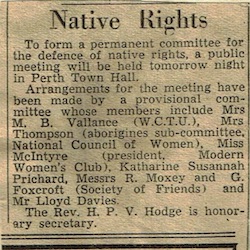 Native Rights
To form a permanent committee for
the defence of native rights, a public
meeting will be held tomorrow night
in Perth Town Hall.
Arrangements for the meeting have
been made by a provisional com-
mittee whose members include Mrs
M. B. Vallance (W.C.T.U.), Mrs
Thompson (aborigines sub-committee,
National Council of Women), Miss
McIntyre (president, Modern
Women's Club), Katharine Susannah
Prichard, Messrs R. Moxey and G.
Foxcroft (Society of Friends) and
Mr Lloyd Davies.
The Rev. H. P. V. Hodge is honor-
ary secretary.